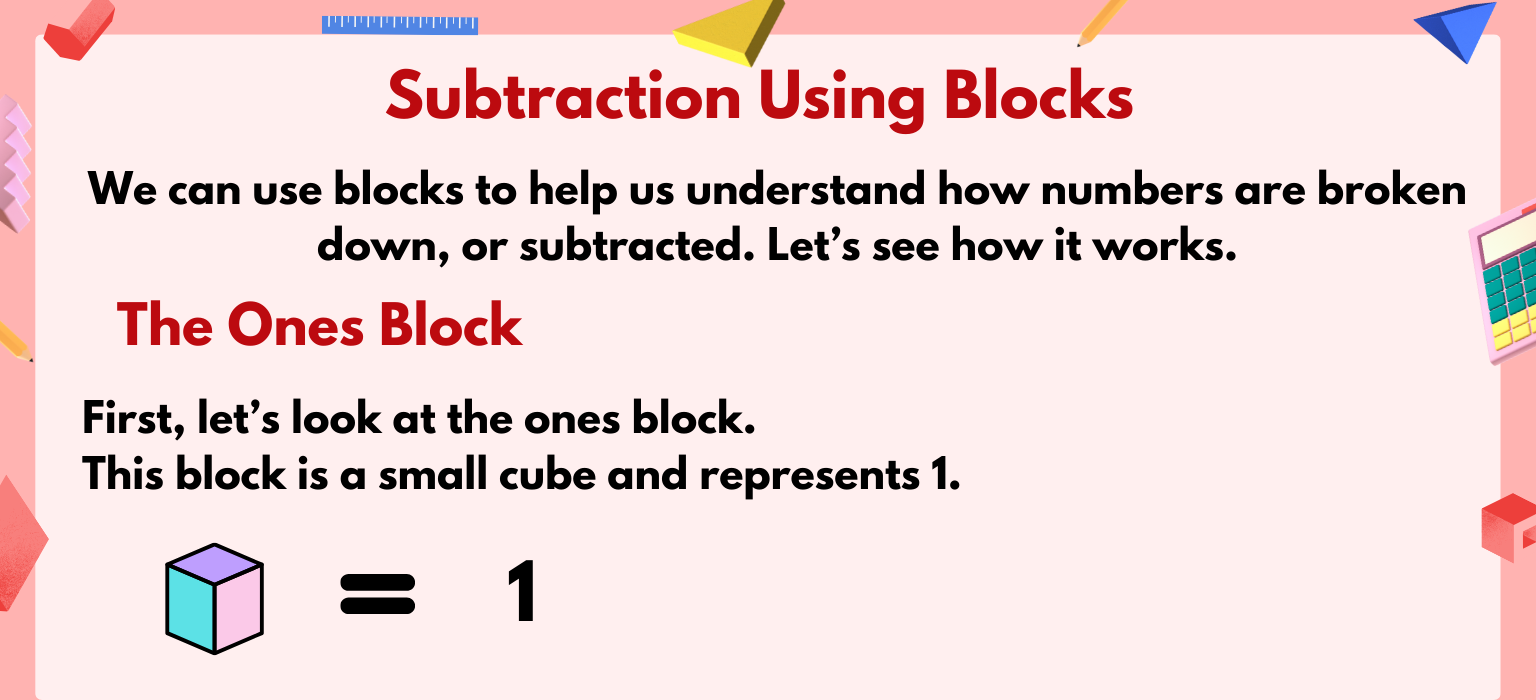 Subtraction Using Blocks
We can use blocks to help us understand how numbers are broken
down, or subtracted. Let’s see how it works.
The Ones Block
First, let’s look at the ones block.
This block is a small cube and represents 1.
= 1